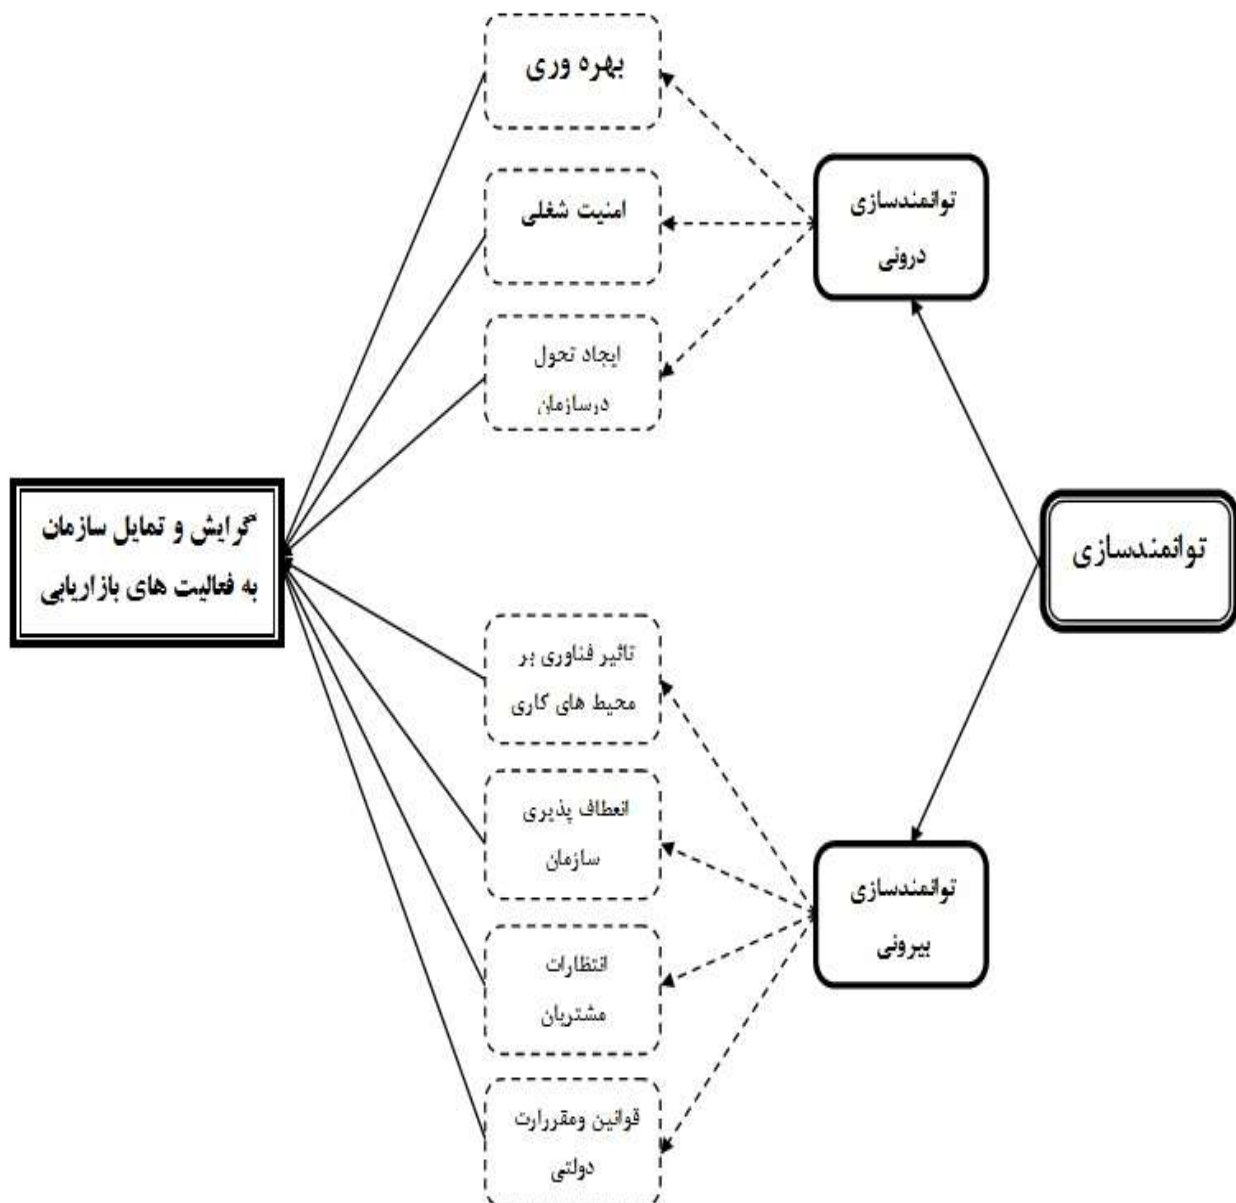 توانمندسازی
توانمندسازی
درونی
توانمندسازی
بیرونی
بهره وری
امنیت شغلی
ایجاد تحول
درسازمان
تاثیر فناوری بر
محیط های کاری
انعطاف پذیری
سازمان
انتظارات
مشتریان
قوانین ومقررارت
دولتی
گرایش و تمایل سازمان
به فعالیت های بازاریابی